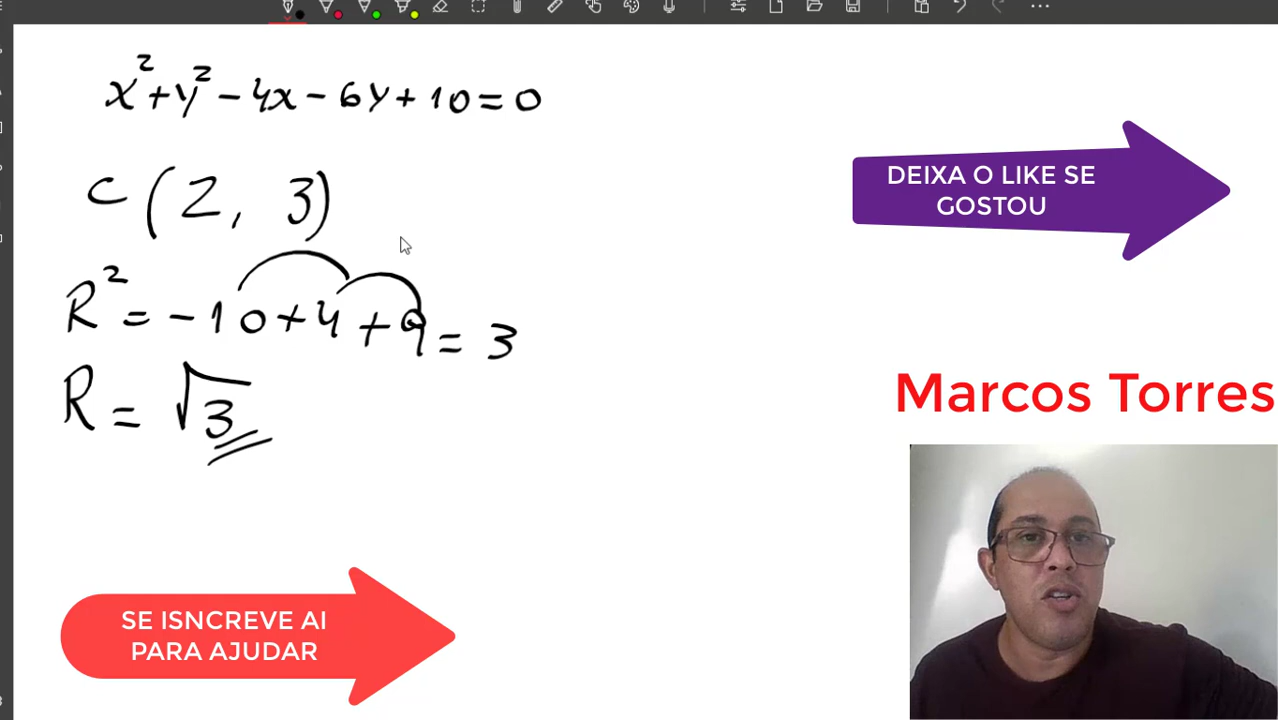 x² + y² - 4x - 6y + 10 = 0
C (2, 3)
R² = -10 + 4 + 9 = 3
R = √3
DEIXA O LIKE SE
GOSTOU
Marcos Torres
SE ISNCREVE AI
PARA AJUDAR